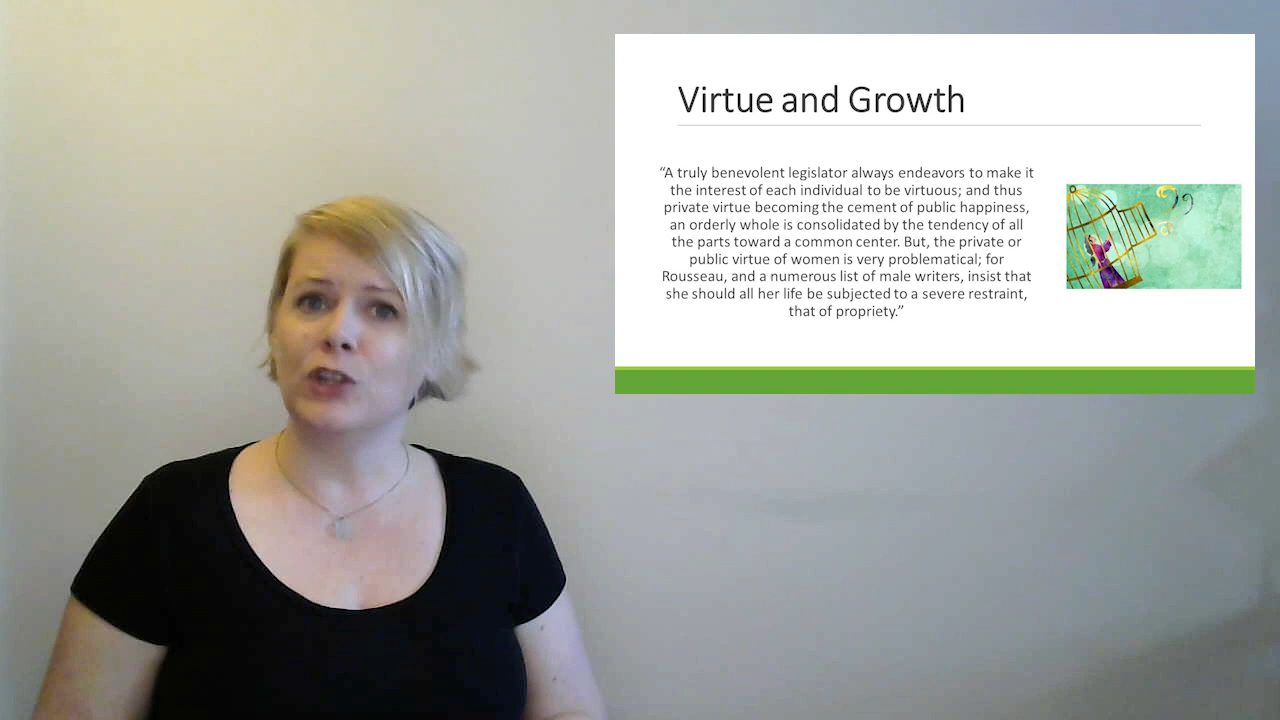 Virtue and Growth
“A truly benevolent legislator always endeavors to make it
the interest of each individual to be virtuous; and thus
private virtue becoming the cement of public happiness,
an orderly whole is consolidated by the tendency of all
the parts toward a common center. But, the private or
public virtue of women is very problematical; for
Rousseau, and a numerous list of male writers, insist that
she should all her life be subjected to a severe restraint,
that of propriety.”